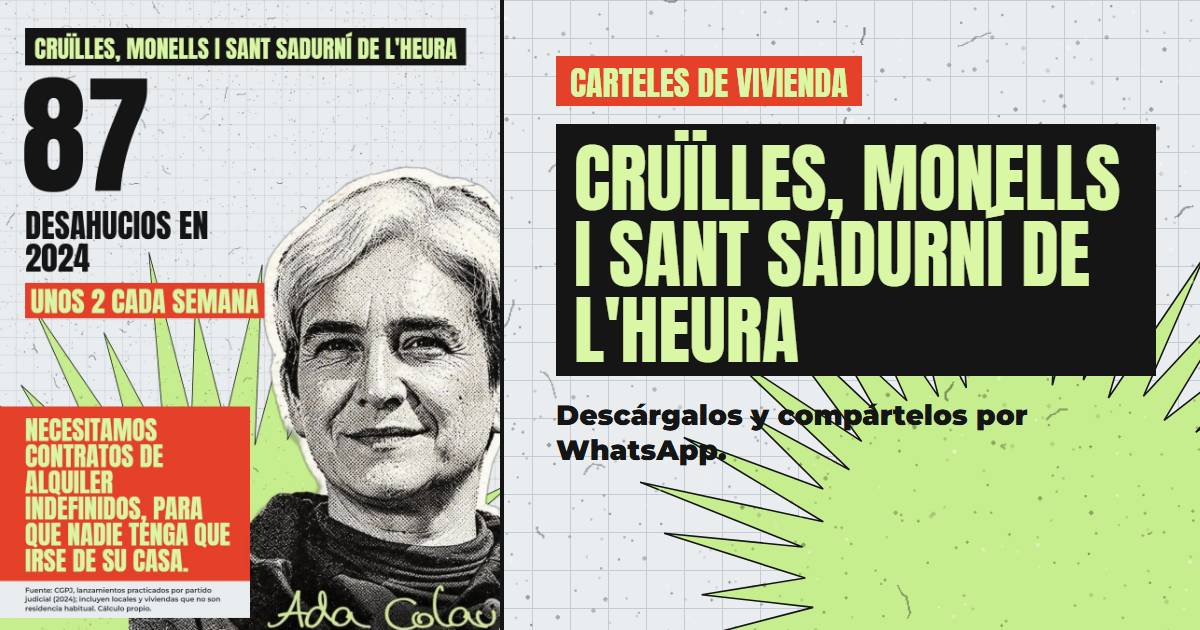 CRUÏLLES, MONELLS I SANT SADURNÍ DE L'HEURA
87
DESAHUCIOS EN
2024
UNOS 2 CADA SEMANA
NECESITAMOS
CONTRATOS DE
ALQUILER
INDEFINIDOS, PARA
QUE NADIE TENGA QUE
IRSE DE SU CASA.
Fuente: CGPJ, lanzamientos practicados por partido
judicial (2024); incluyen locales y viviendas que no son
residencia habitual. Cálculo propio.
Ada Colau
CARTELES DE VIVIENDA
CRUÏLLES, MONELLS
I SANT SADURNÍ DE
L'HEURA
Descárgalos y compártelos por
WhatsApp.